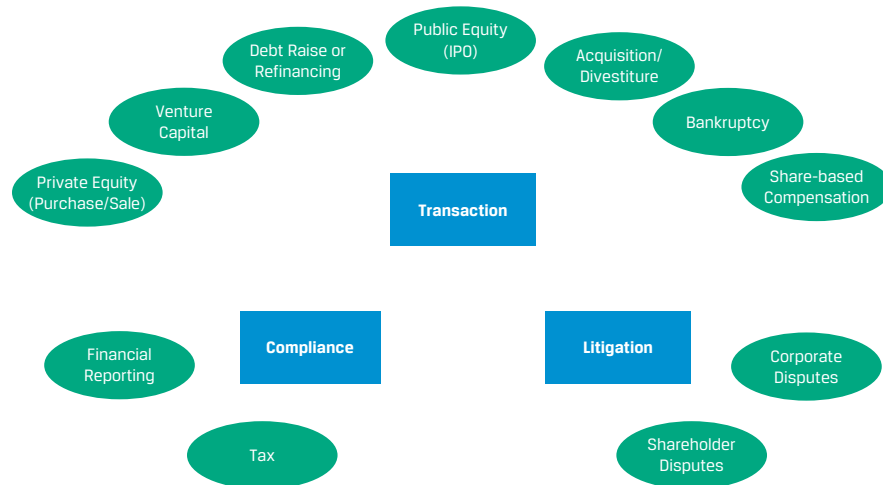 Public Equity
(IPO)
Debt Raise or
Refinancing
Acquisition/
Divestiture
Venture
Capital
Bankruptcy
Private Equity
(Purchase/Sale)
Share-based
Compensation
Transaction
Compliance
Litigation
Financial
Reporting
Corporate
Disputes
Tax
Shareholder
Disputes